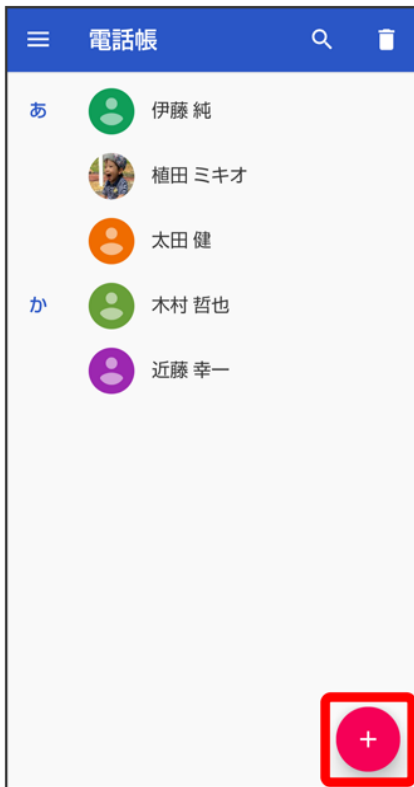 電話帳
あ
伊藤 純
植田 ミキオ
太田 健
か
木村 哲也
近藤 幸一